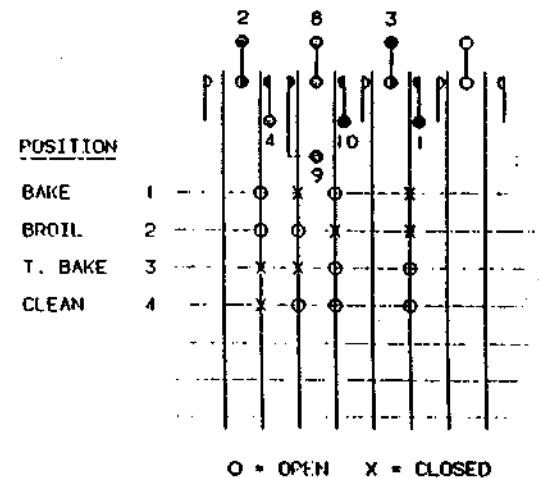 2 8 3
4 10 1
9
POSITION
BAKE 1 O X O X
BROIL 2 O O X X
T. BAKE 3 X X O O
CLEAN 4 X O O O
O = OPEN X = CLOSED